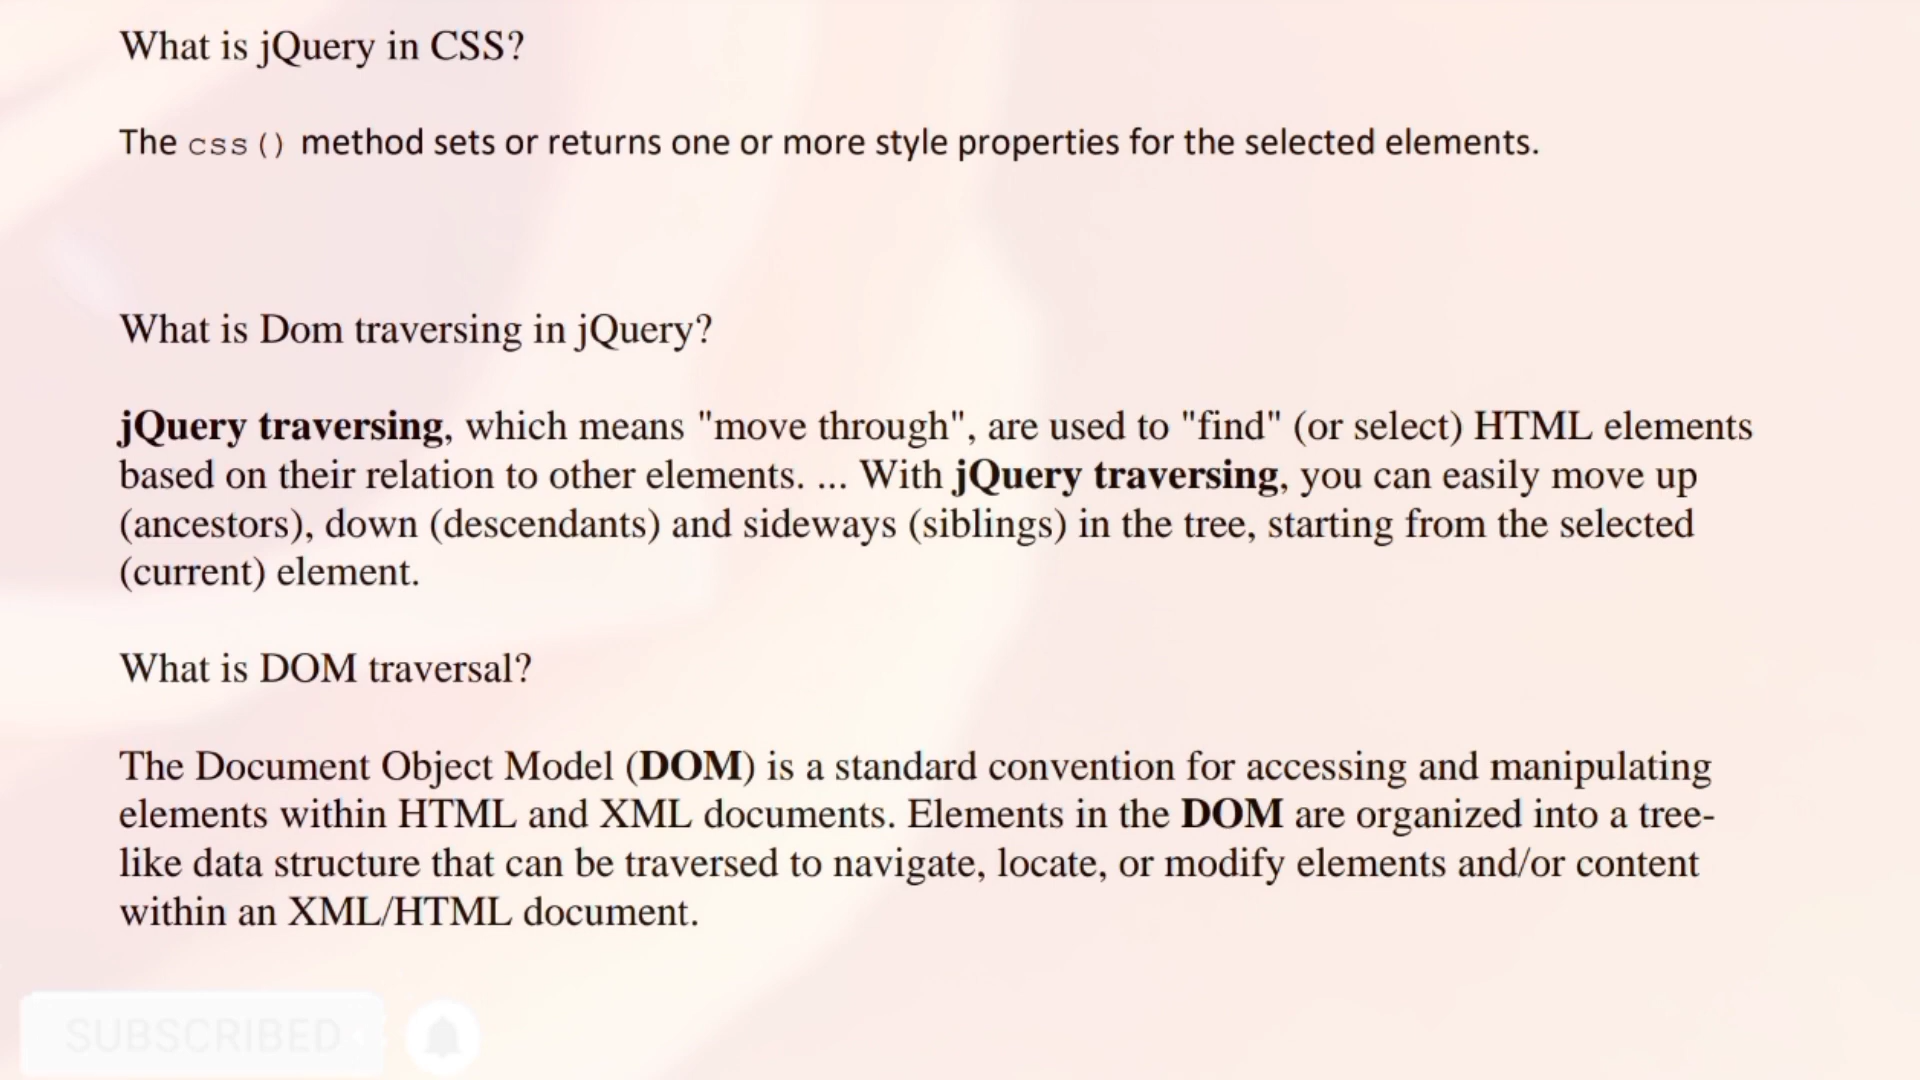 What is jQuery in CSS?
The css() method sets or returns one or more style properties for the selected elements.
What is Dom traversing in jQuery?
jQuery traversing, which means "move through", are used to "find" (or select) HTML elements
based on their relation to other elements. ... With jQuery traversing, you can easily move up
(ancestors), down (descendants) and sideways (siblings) in the tree, starting from the selected
(current) element.
What is DOM traversal?
The Document Object Model (DOM) is a standard convention for accessing and manipulating
elements within HTML and XML documents. Elements in the DOM are organized into a tree-
like data structure that can be traversed to navigate, locate, or modify elements and/or content
within an XML/HTML document.
SUBSCRIBED